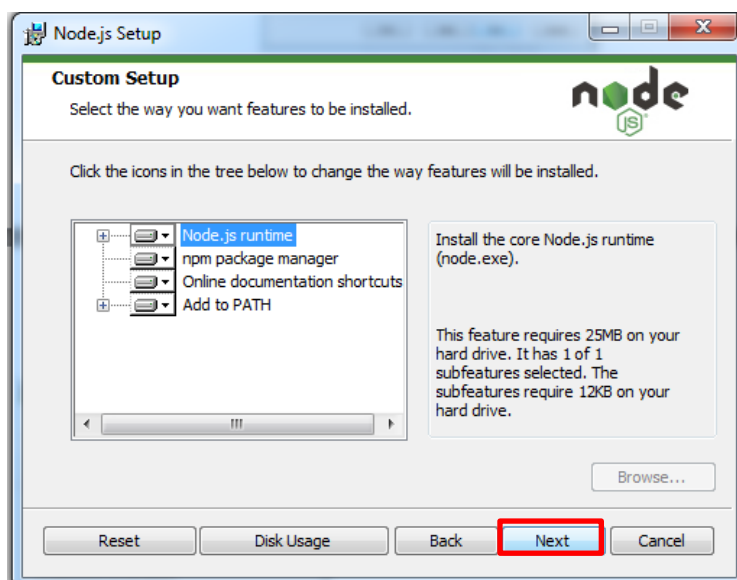 Node.js Setup
Custom Setup
Select the way you want features to be installed.
node
JS
Click the icons in the tree below to change the way features will be installed.
Node.js runtime
npm package manager
Online documentation shortcuts
Add to PATH
Install the core Node.js runtime
(node.exe).
This feature requires 25MB on your
hard drive. It has 1 of 1
subfeatures selected. The
subfeatures require 12KB on your
hard drive.
Browse...
Reset
Disk Usage
Back
Next
Cancel